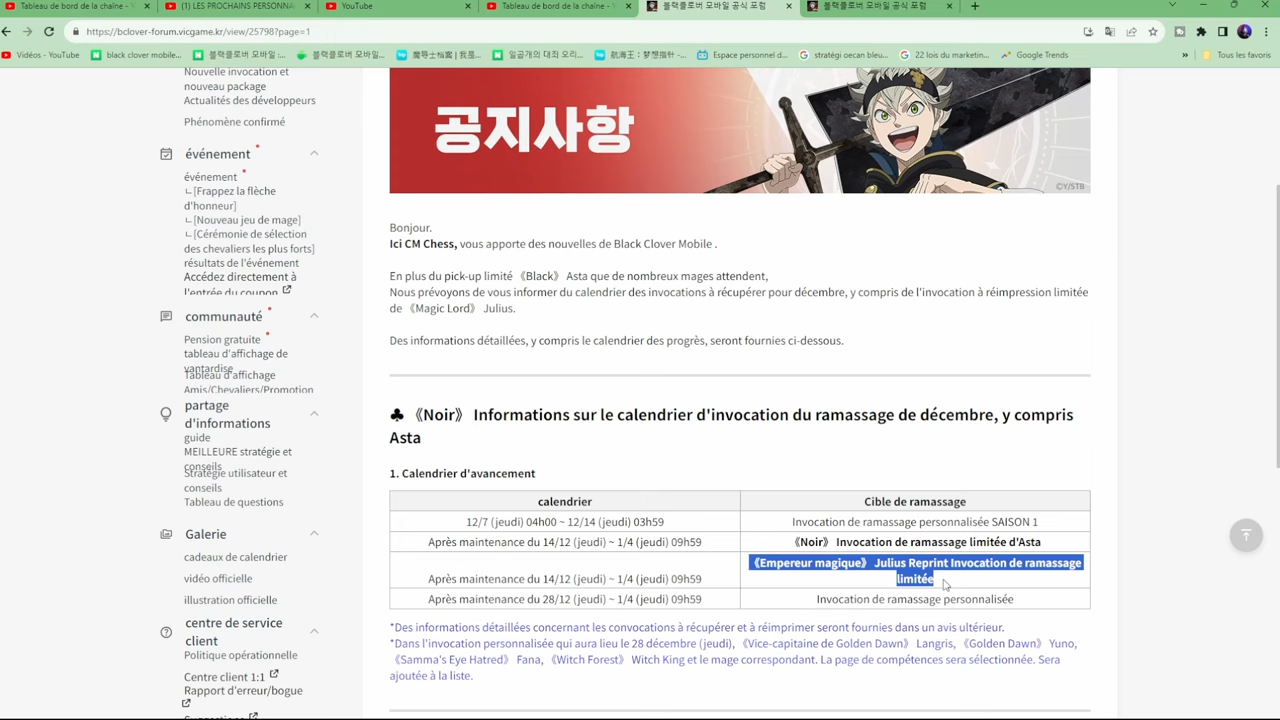 Tableau de bord de la chaîne - Y
(1) LES PROCHAINS PERSONNA
YouTube
Tableau de bord de la chaîne - Y
블랙클로버 모바일 공식 포럼
블랙클로버 모바일 공식 포럼
https://bclover-forum.vicgame.kr/view/25798?page=1
Vidéos - YouTube
black clover mobile...
블랙클로버 모바일 :...
블랙클로버 모바일...
魔导士档案 | 我是...
일곱개의 대죄 오리...
航海王：梦想指针 -...
Espace personnel d...
stratégi oecan bleu...
22 lois du marketin...
Google Trends
»
Tous les favoris
Nouvelle invocation et
nouveau package
Actualités des développeurs
Phénomène confirmé
événement
événement
ㄴ[Frappez la flèche
d'honneur]
ㄴ[Nouveau jeu de mage]
ㄴ[Cérémonie de sélection
des chevaliers les plus forts]
résultats de l'événement
Accédez directement à
l'entrée du coupon
communauté
Pension gratuite
tableau d'affichage de
vantardise
Tableau d'affichage
Amis/Chevaliers/Promotion
partage
d'informations
guide
MEILLEURE stratégie et
conseils
Stratégie utilisateur et
conseils
Tableau de questions
Galerie
cadeaux de calendrier
vidéo officielle
illustration officielle
centre de service
client
Politique opérationnelle
Centre client 1:1
Rapport d'erreur/bogue
공지사항
©Y/STB
Bonjour.
Ici CM Chess, vous apporte des nouvelles de Black Clover Mobile .
En plus du pick-up limité 《Black》 Asta que de nombreux mages attendent,
Nous prévoyons de vous informer du calendrier des invocations à récupérer pour décembre, y compris de l'invocation à réimpression limitée
de 《Magic Lord》 Julius.
Des informations détaillées, y compris le calendrier des progrès, seront fournies ci-dessous.
♣ 《Noir》 Informations sur le calendrier d'invocation du ramassage de décembre, y compris
Asta
1. Calendrier d'avancement
calendrier
Cible de ramassage
12/7 (jeudi) 04h00 ~ 12/14 (jeudi) 03h59
Invocation de ramassage personnalisée SAISON 1
Après maintenance du 14/12 (jeudi) ~ 1/4 (jeudi) 09h59
《Noir》 Invocation de ramassage limitée d'Asta
《Empereur magique》 Julius Reprint Invocation de ramassage
limitée
Après maintenance du 14/12 (jeudi) ~ 1/4 (jeudi) 09h59
Après maintenance du 28/12 (jeudi) ~ 1/4 (jeudi) 09h59
Invocation de ramassage personnalisée
*Des informations détaillées concernant les convocations à récupérer et à réimprimer seront fournies dans un avis ultérieur.
*Dans l'invocation personnalisée qui aura lieu le 28 décembre (jeudi), 《Vice-capitaine de Golden Dawn》 Langris, 《Golden Dawn》 Yuno,
《Samma's Eye Hatred》 Fana, 《Witch Forest》 Witch King et le mage correspondant. La page de compétences sera sélectionnée. Sera
ajoutée à la liste.